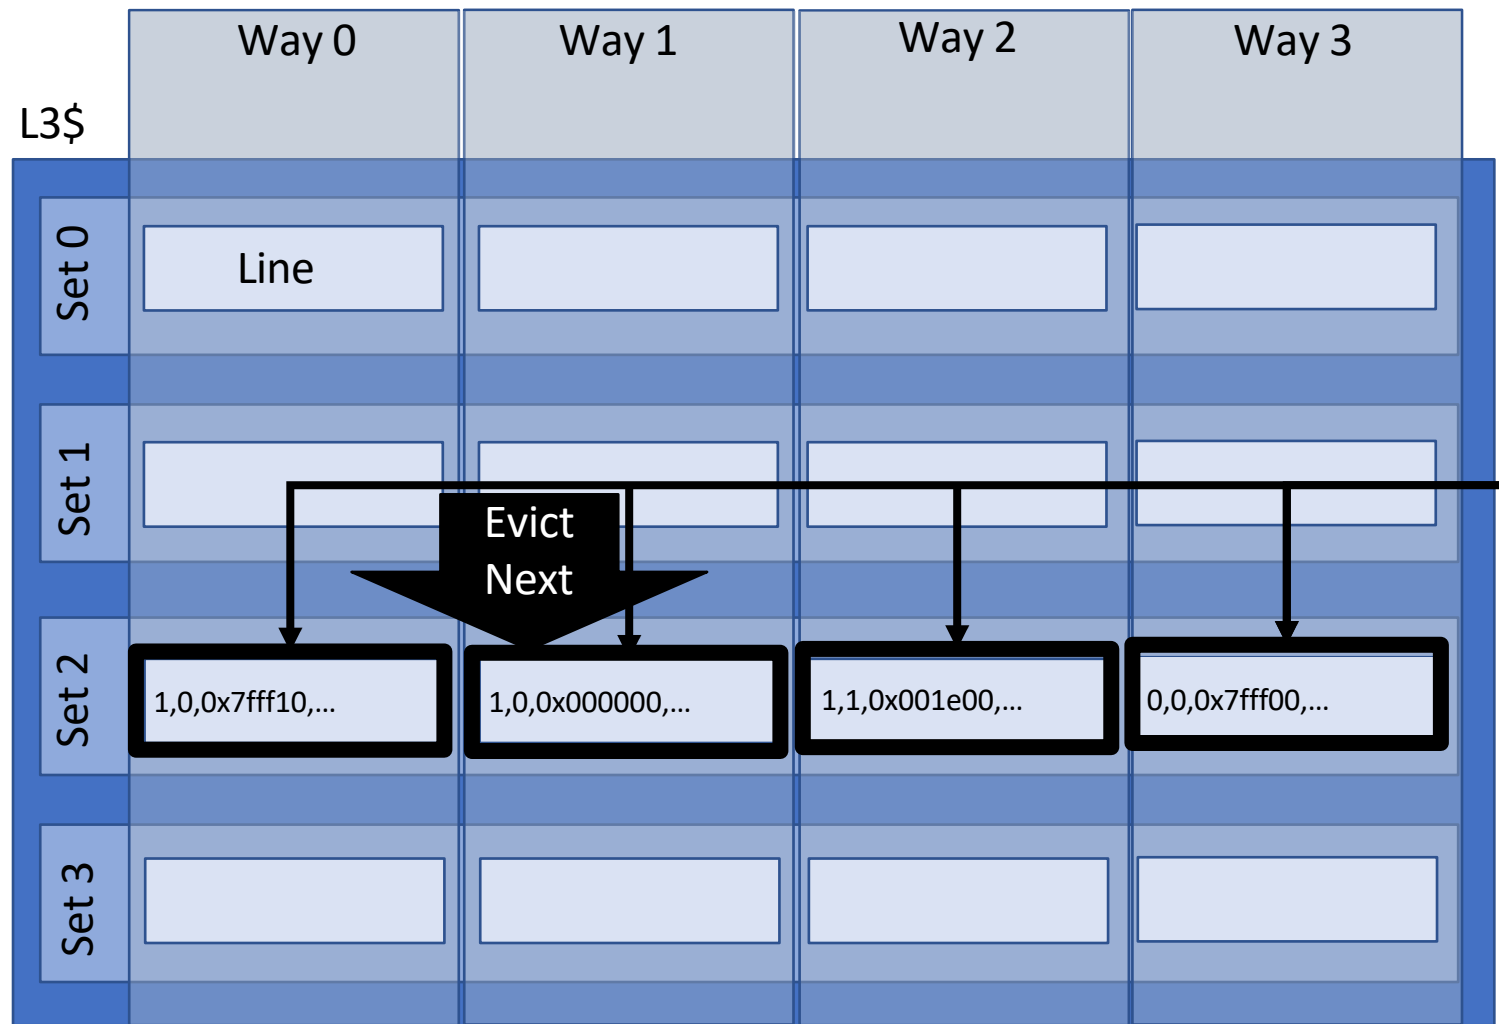 Way 0
Way 1
Way 2
Way 3
L3$
Set 0
Line
Set 1
Evict
Next
Set 2
1,0,0x7fff10,...
1,0,0x000000,...
1,1,0x001e00,...
0,0,0x7fff00,...
Set 3